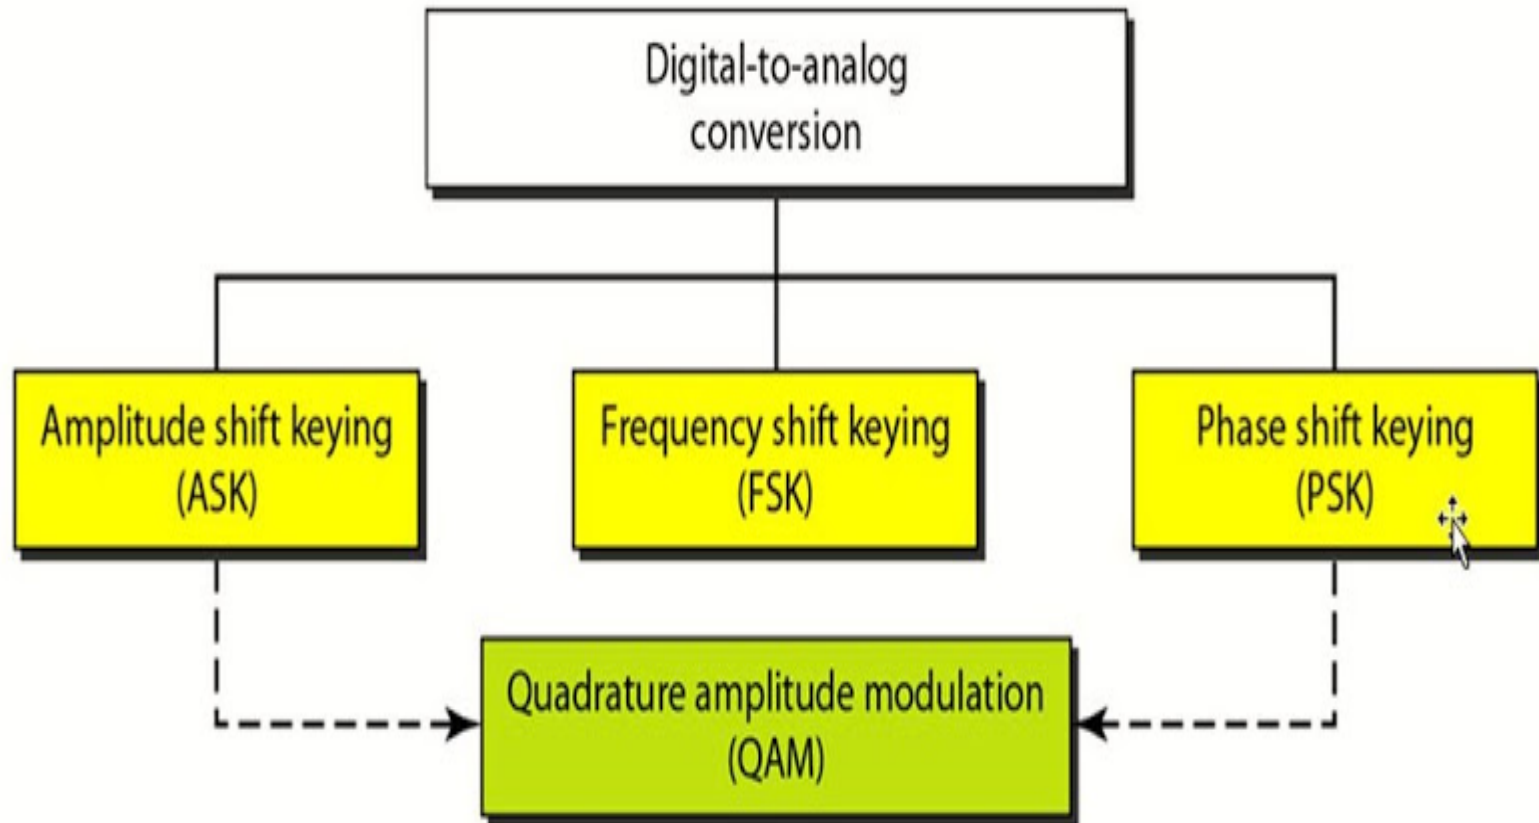 Digital-to-analog
conversion
Amplitude shift keying
(ASK)
Frequency shift keying
(FSK)
Phase shift keying
(PSK)
Quadrature amplitude modulation
(QAM)